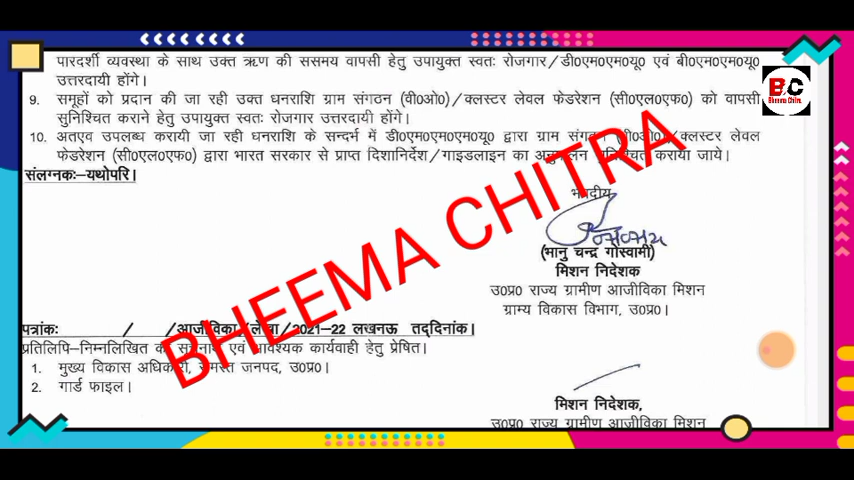 पारदर्शी व्यवस्था के साथ उक्त ऋण की ससमय वापसी हेतु उपायुक्त स्वतः रोजगार/डी0एम0एम0यू0 एवं बी0एम0एम0यू0
उत्तरदायी होंगे।
9. समूहों को प्रदान की जा रही उक्त धनराशि ग्राम संगठन (वी0ओ0)/क्लस्टर लेवल फेडरेशन (सी0एल0एफ0) को वापसी
सुनिश्चित कराने हेतु उपायुक्त स्वतः रोजगार उत्तरदायी होंगे।
10. अतएव उपलब्ध करायी जा रही धनराशि के सन्दर्भ में डी0एम0एम0एम0यू0 द्वारा ग्राम /क्लस्टर लेवल
फेडरेशन (सी0एल0एफ0) द्वारा भारत सरकार से प्राप्त दिशानिर्देश/गाइडलाइन का कराया जाये।
संलग्नकः–यथोपरि।
भवदीय
(भानु चन्द्र गोस्वामी)
मिशन निदेशक
उ0प्र0 राज्य ग्रामीण आजीविका मिशन
ग्राम्य विकास विभाग, उ0प्र0।
पत्रांकः / /आजीविका/लेखा/2021–22 लखनऊ तद्दिनांक।
प्रतिलिपि–निम्नलिखित को सूचनार्थ एवं आवश्यक कार्यवाही हेतु प्रेषित।
1. मुख्य विकास अधिकारी, समस्त जनपद, उ0प्र0।
2. गार्ड फाइल।
मिशन निदेशक,
उ0प्र0 राज्य ग्रामीण आजीविका मिशन
BHEEMA CHITRA
BC
Bheema Chitra